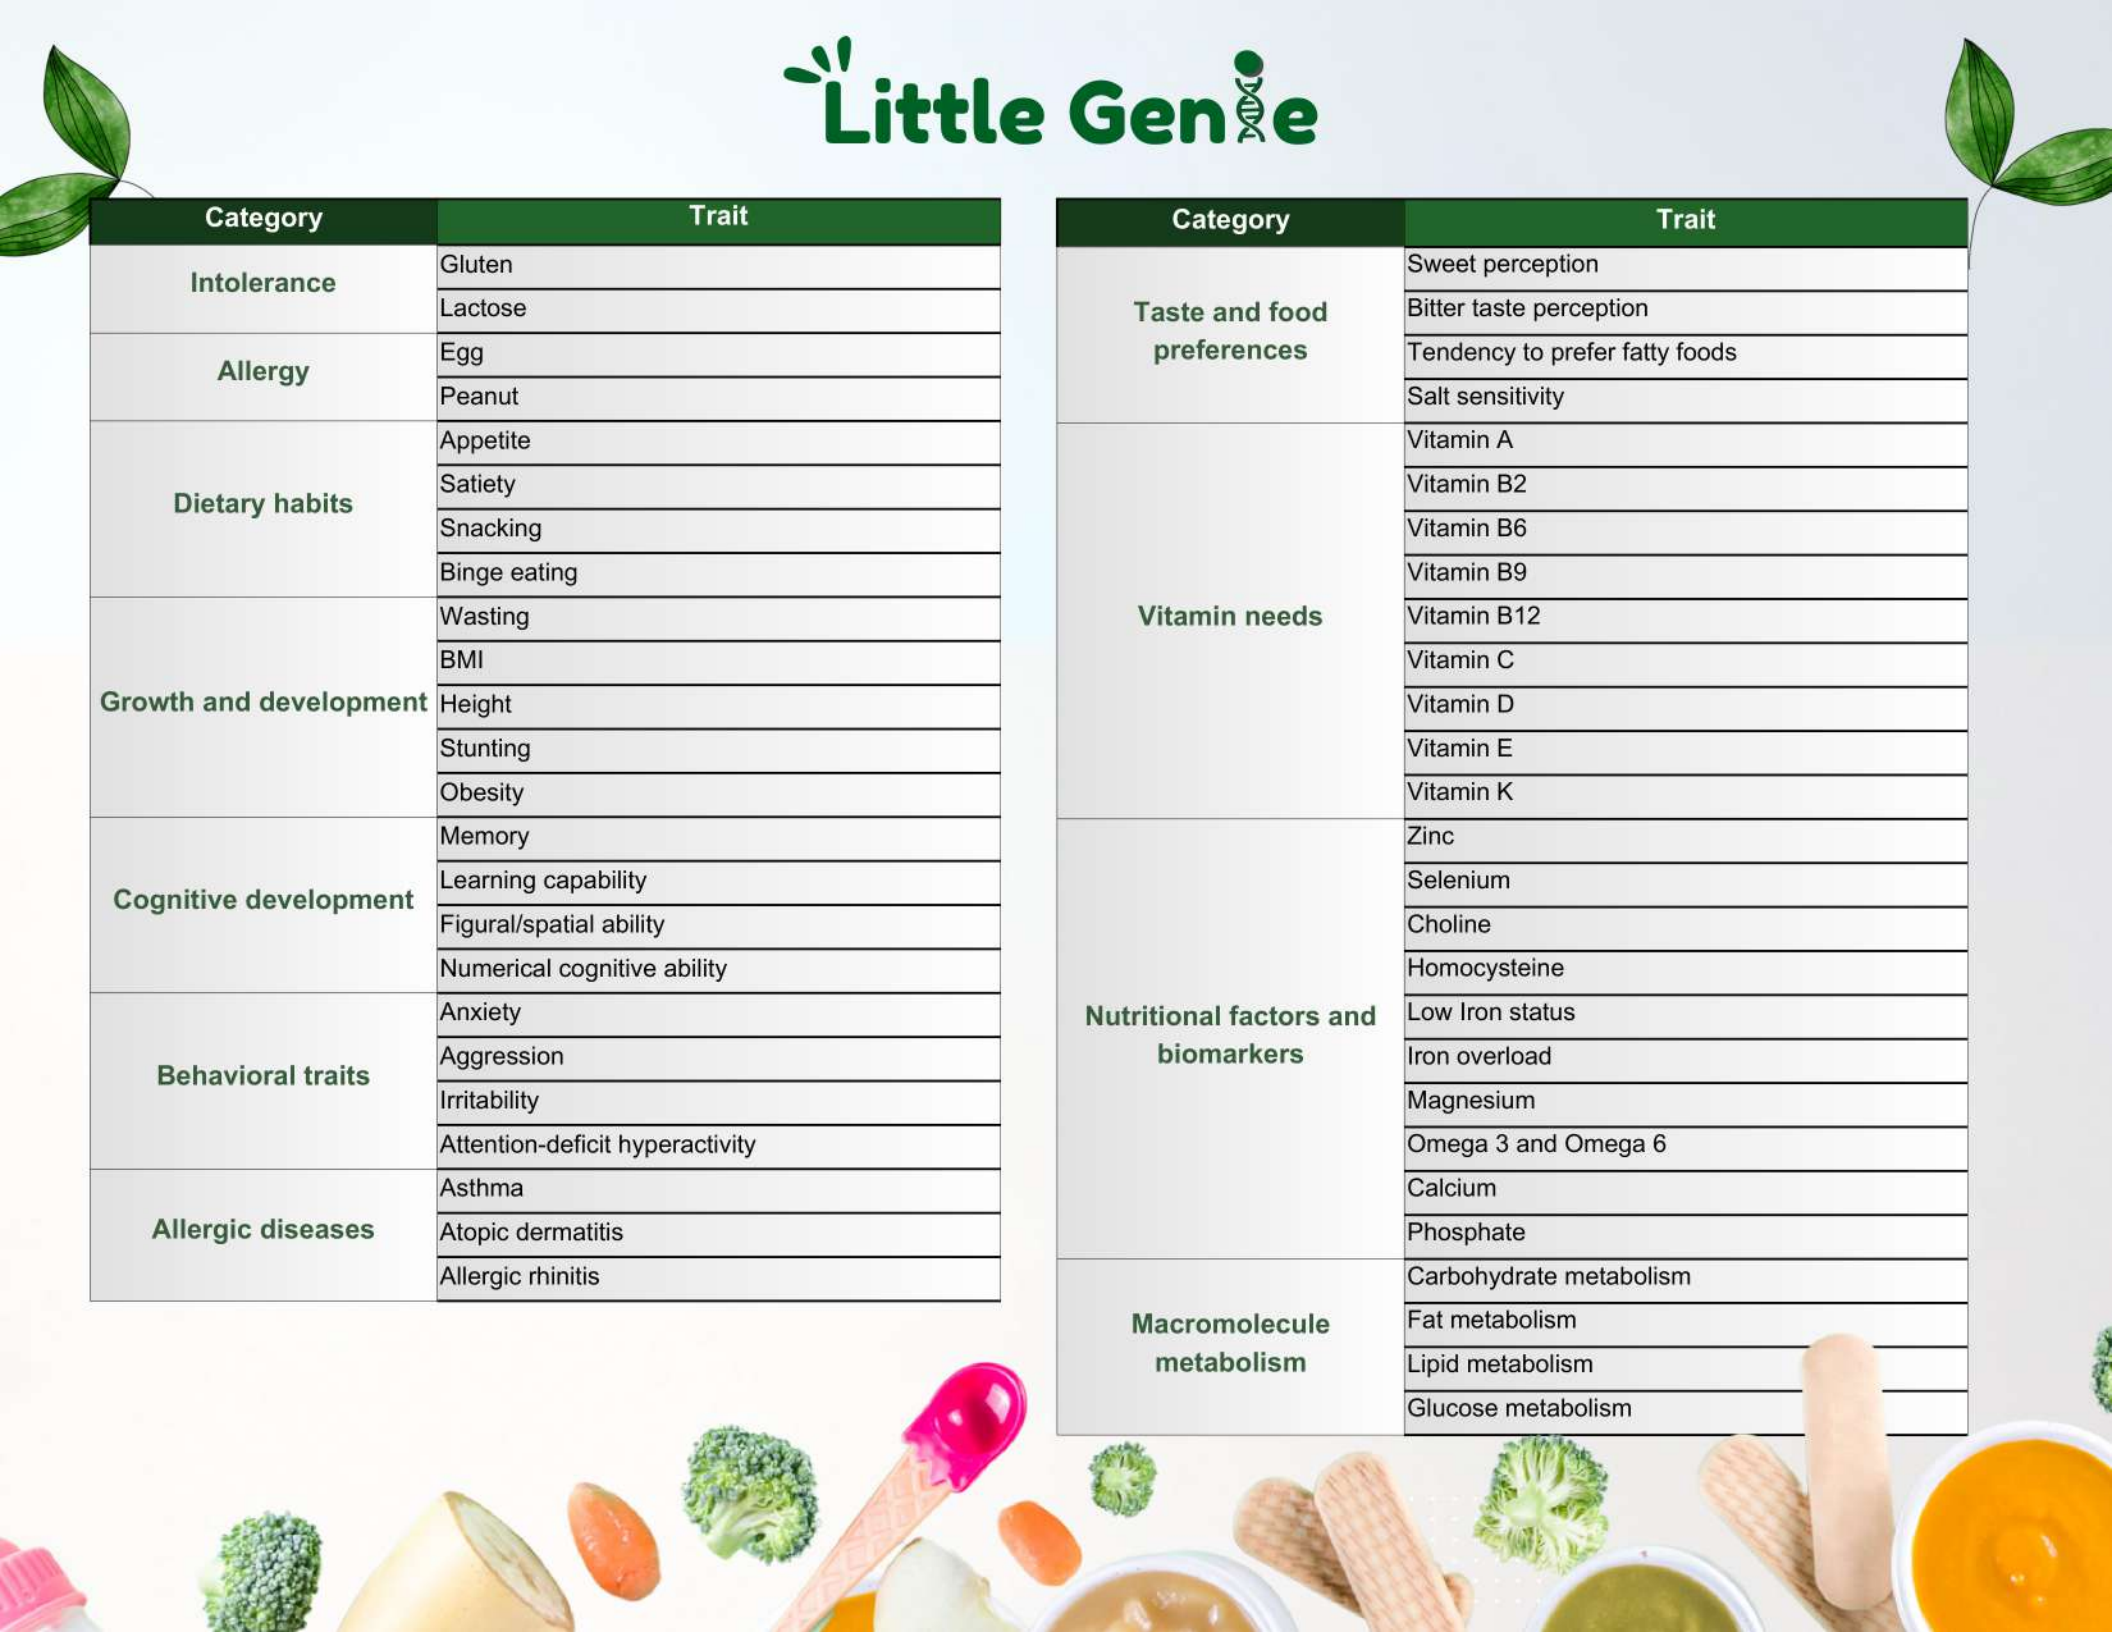 Little Genie
Category Trait
Intolerance
Gluten
Lactose
Allergy
Egg
Peanut
Dietary habits
Appetite
Satiety
Snacking
Binge eating
Growth and development
Wasting
BMI
Height
Stunting
Obesity
Cognitive development
Memory
Learning capability
Figural/spatial ability
Numerical cognitive ability
Behavioral traits
Anxiety
Aggression
Irritability
Attention-deficit hyperactivity
Allergic diseases
Asthma
Atopic dermatitis
Allergic rhinitis
Category Trait
Taste and food
preferences
Sweet perception
Bitter taste perception
Tendency to prefer fatty foods
Salt sensitivity
Vitamin needs
Vitamin A
Vitamin B2
Vitamin B6
Vitamin B9
Vitamin B12
Vitamin C
Vitamin D
Vitamin E
Vitamin K
Nutritional factors and
biomarkers
Zinc
Selenium
Choline
Homocysteine
Low Iron status
Iron overload
Magnesium
Omega 3 and Omega 6
Calcium
Phosphate
Macromolecule
metabolism
Carbohydrate metabolism
Fat metabolism
Lipid metabolism
Glucose metabolism